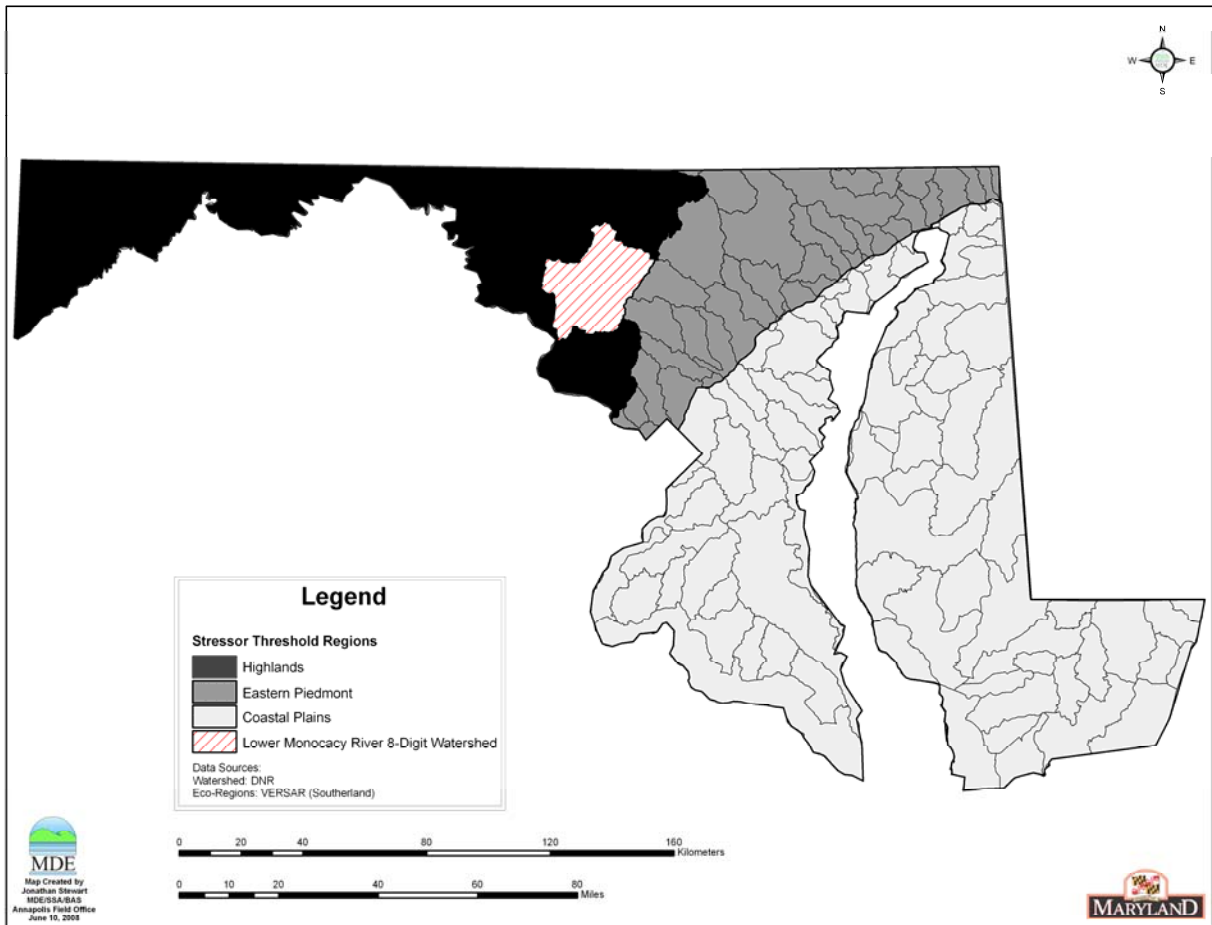 N
W E
S
Legend
Stressor Threshold Regions
Highlands
Eastern Piedmont
Coastal Plains
Lower Monocacy River 8-Digit Watershed
Data Sources:
Watershed: DNR
Eco-Regions: VERSAR (Southerland)
0 20 40 80 120 160
Kilometers
0 10 20 40 60 80
Miles
MDE
Map Created by
Jonathan Stewart
MDE/SSA/BAS
Annapolis Field Office
June 10, 2008
MARYLAND